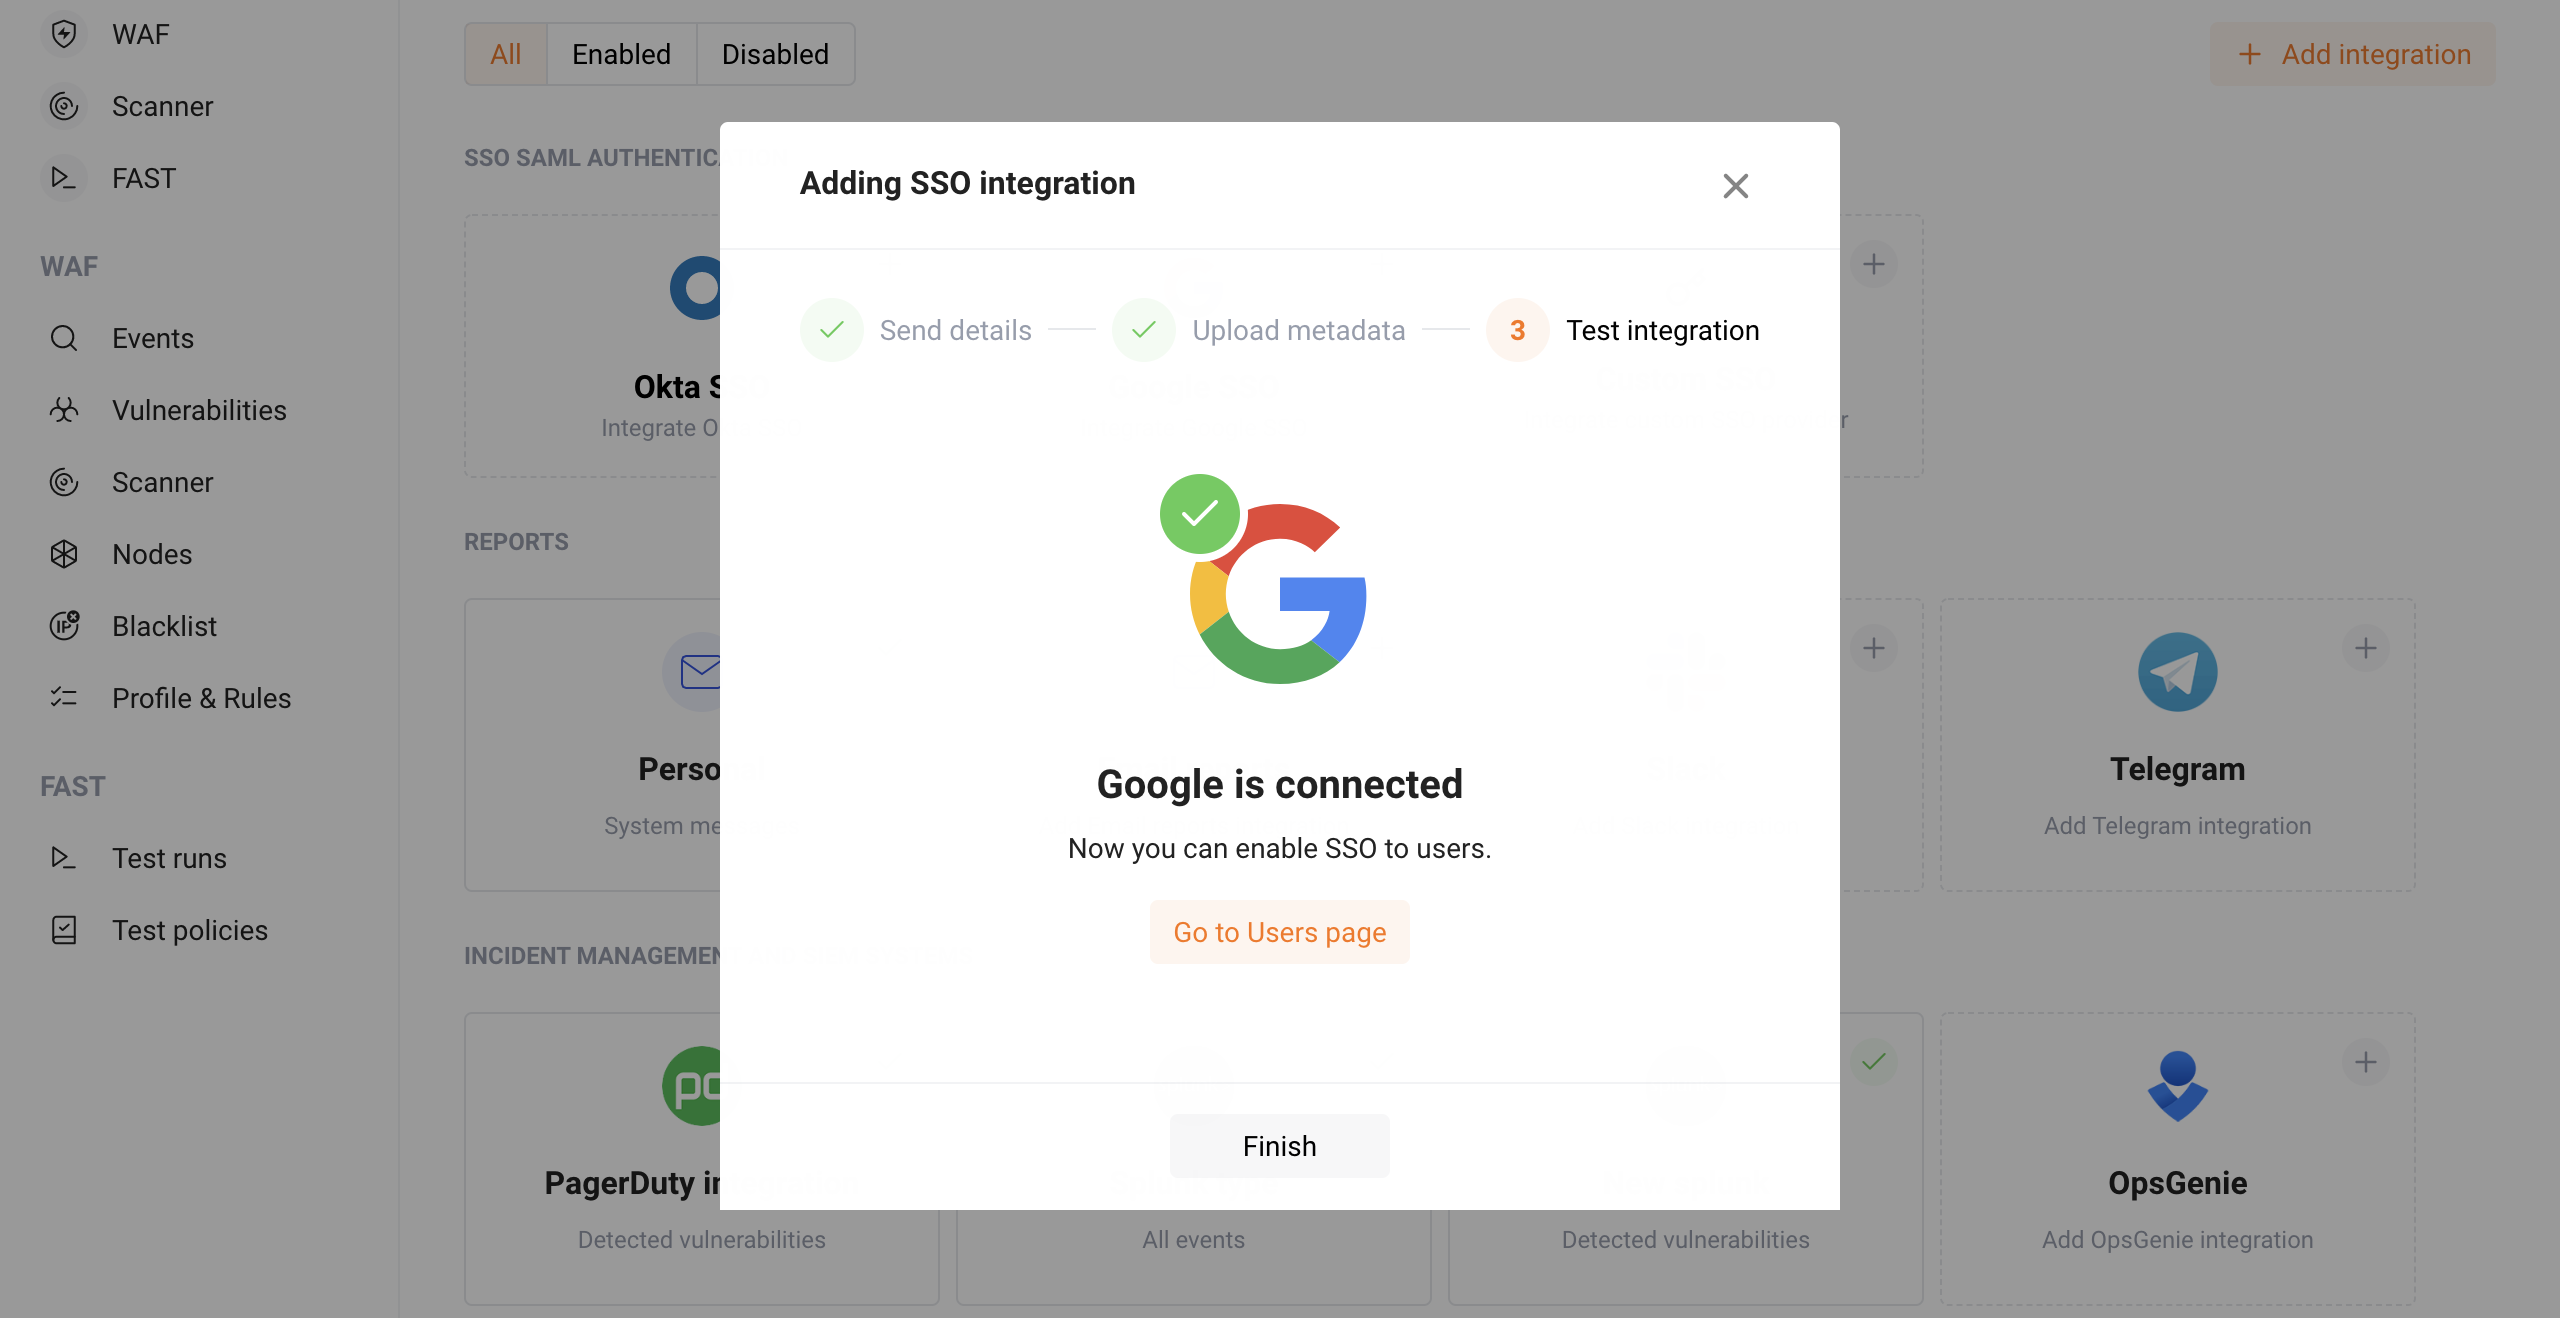 WAF
Scanner
FAST
WAF
Events
Vulnerabilities
Scanner
Nodes
Blacklist
Profile & Rules
FAST
Test runs
Test policies
All
Enabled
Disabled
+ Add integration
SSO SAML AUTHENTIC
Okta S
Integrate O
r
REPORTS
Perso
System me
Telegram
Add Telegram integration
INCIDENT MANAGEMEN
PagerDuty in
Detected vulnerabilities
All events
Detected vulnerabilities
OpsGenie
Add OpsGenie integration
Adding SSO integration
Send details
Upload metadata
3 Test integration
Google is connected
Now you can enable SSO to users.
Go to Users page
Finish